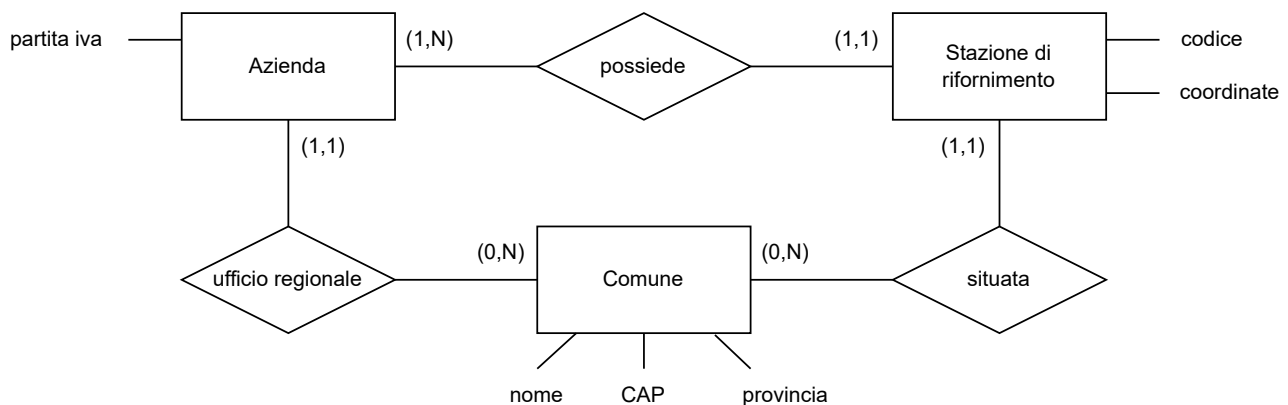 partita iva
Azienda
(1,N)
possiede
(1,1)
Stazione di
rifornimento
codice
coordinate
(1,1)
(1,1)
ufficio regionale
(0,N)
Comune
(0,N)
situata
nome
CAP
provincia